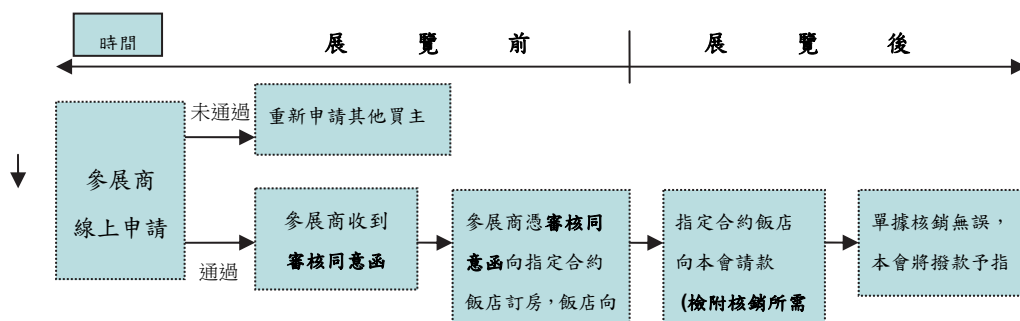 時間
展 覽 前
展 覽 後
參展商
線上申請
未通過
重新申請其他買主
通過
參展商收到
審核同意函
參展商憑審核同
意函向指定合約
飯店訂房，飯店向
指定合約飯店
向本會請款
(檢附核銷所需
單據核銷無誤，
本會將撥款予指